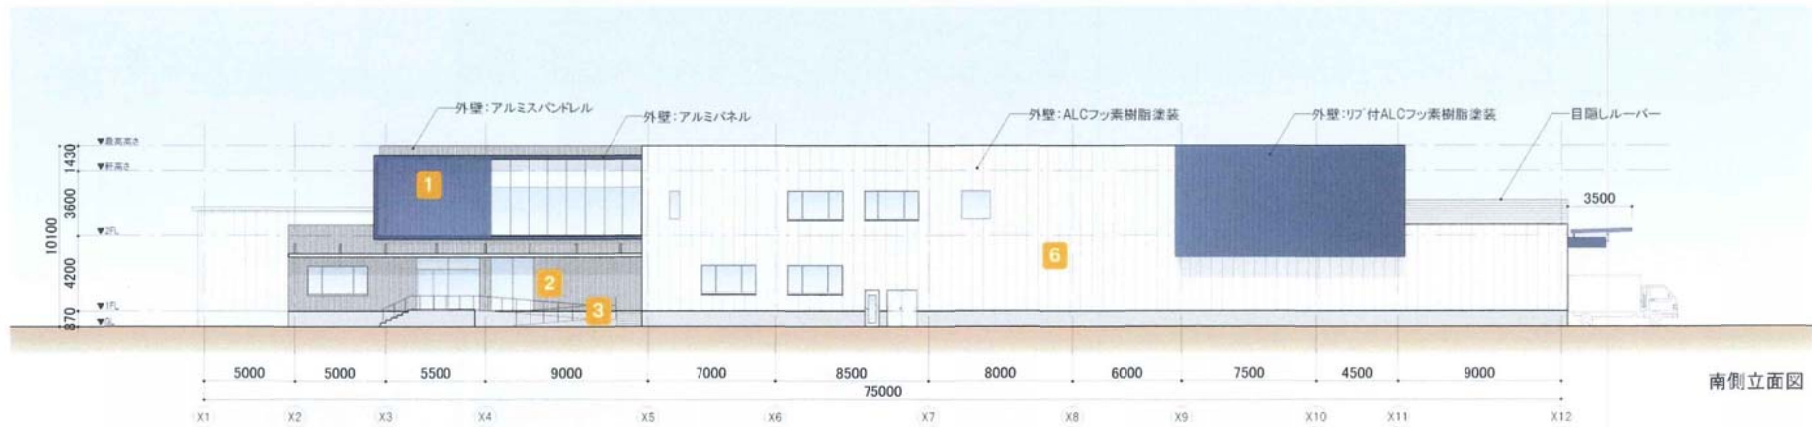 外壁：アルミスパンドレル
外壁：アルミパネル
外壁：ALCフッ素樹脂塗装
外壁：リブ付ALCフッ素樹脂塗装
目隠しルーバー
▼最高高さ
▼軒高さ
▼2FL
▼1FL
▼GL
1430
3600
4200
870
10100
3500
1
2
3
6
5000 5000 5500 9000 7000 8500 8000 6000 7500 4500 9000
75000
南側立面図
X1 X2 X3 X4 X5 X6 X7 X8 X9 X10 X11 X12